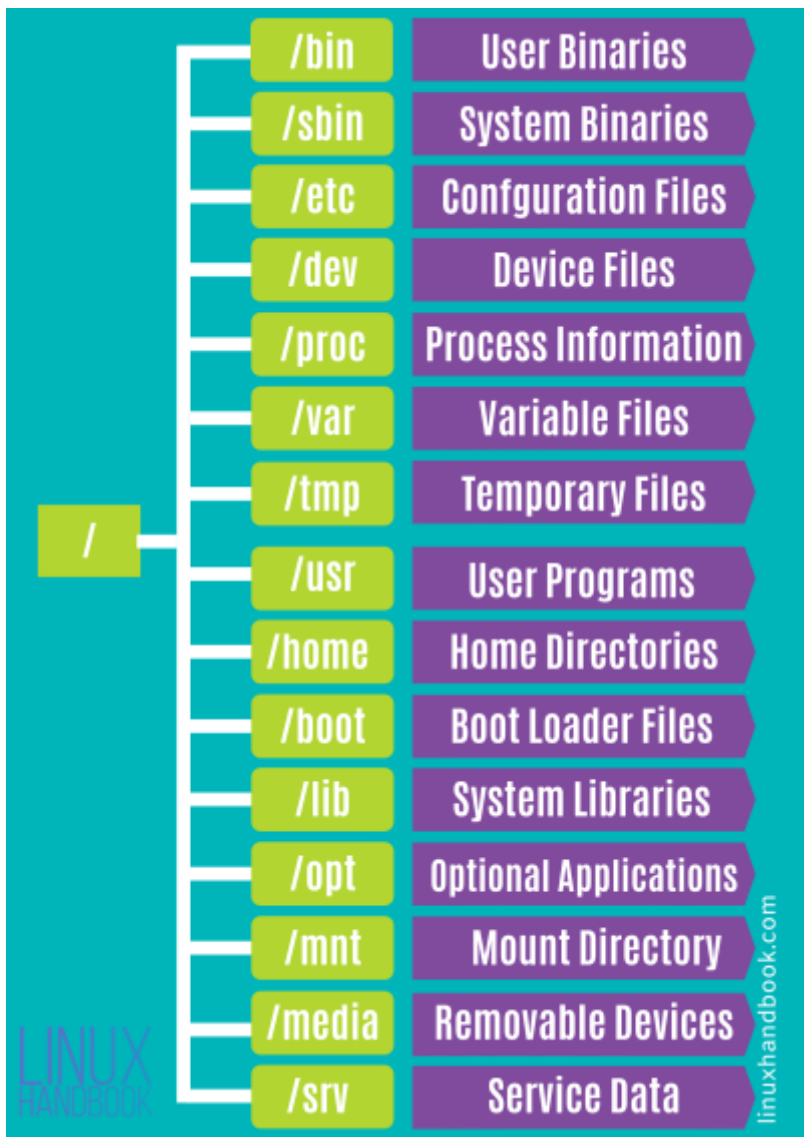 /bin User Binaries
/sbin System Binaries
/etc Confguration Files
/dev Device Files
/proc Process Information
/var Variable Files
/tmp Temporary Files
/
/usr User Programs
/home Home Directories
/boot Boot Loader Files
/lib System Libraries
/opt Optional Applications
/mnt Mount Directory
/media Removable Devices
/srv Service Data
LINUX
HANDBOOK
linuxhandbook.com